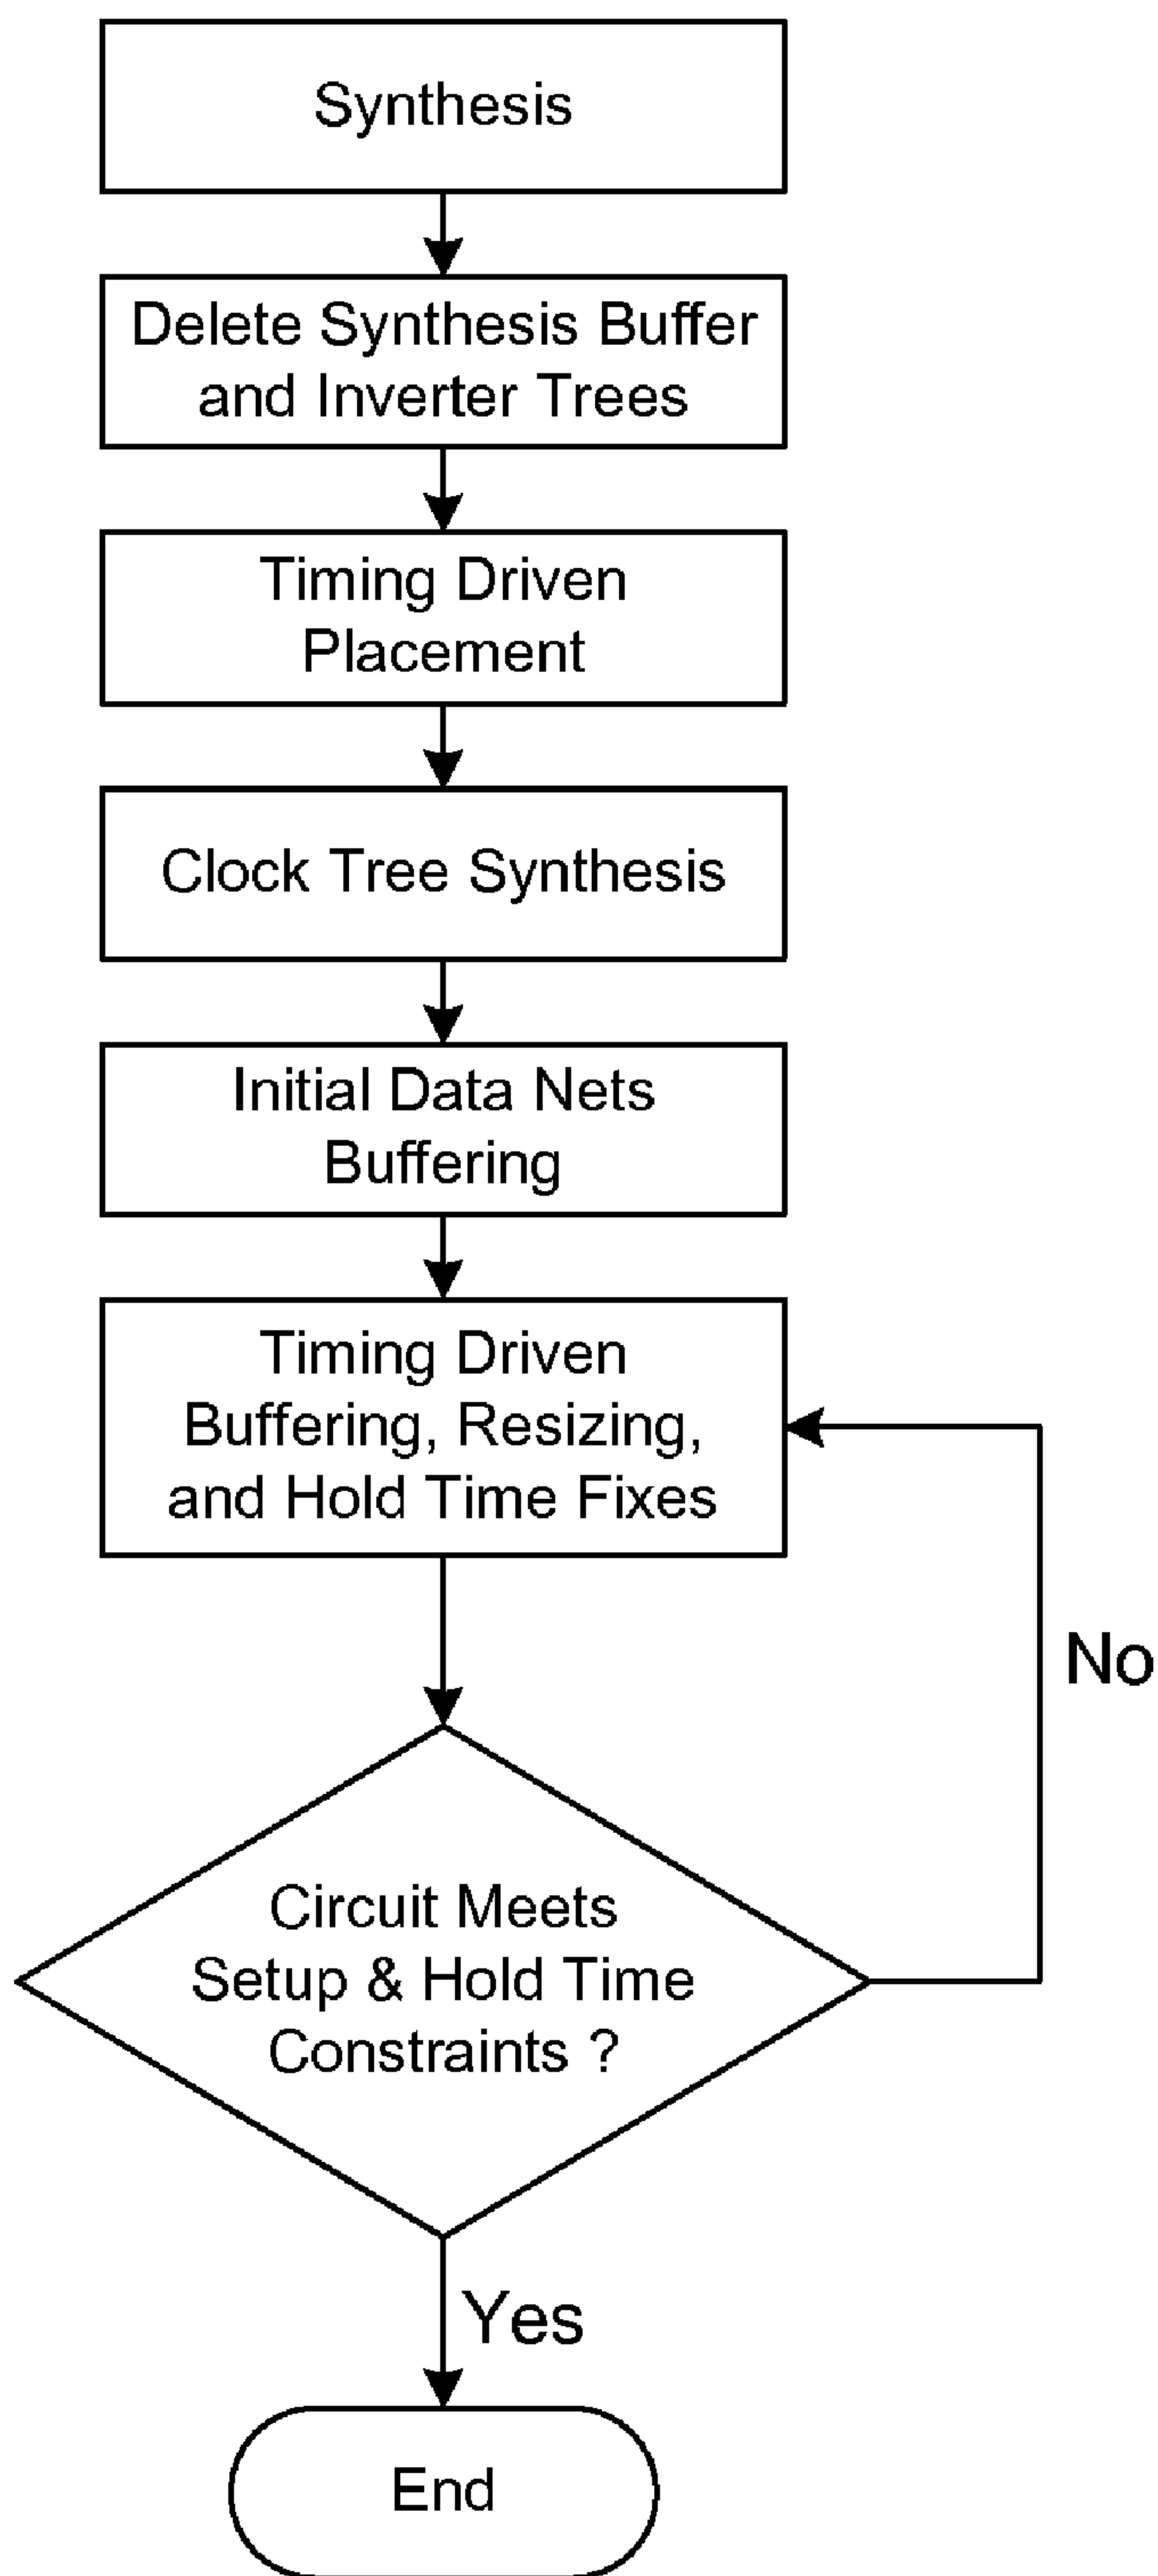 Synthesis
Delete Synthesis Buffer
and Inverter Trees
Timing Driven
Placement
Clock Tree Synthesis
Initial Data Nets
Buffering
Timing Driven
Buffering, Resizing,
and Hold Time Fixes
No
Circuit Meets
Setup & Hold Time
Constraints ?
Yes
End